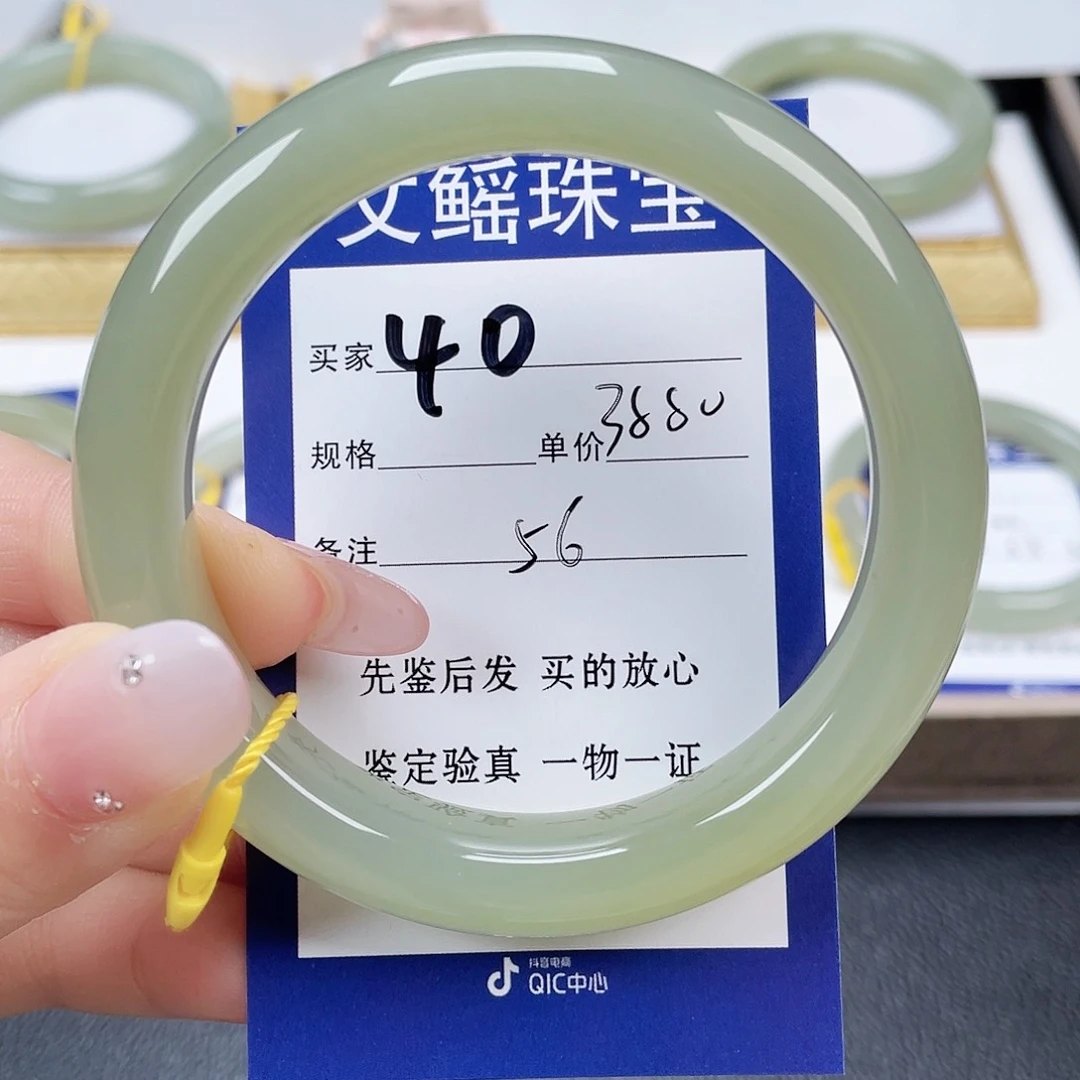 文鳐珠宝
买家 40
规格 单价 3880
备注 56
先鉴后发 买的放心
鉴定验真 一物一证
抖音电商
QIC中心